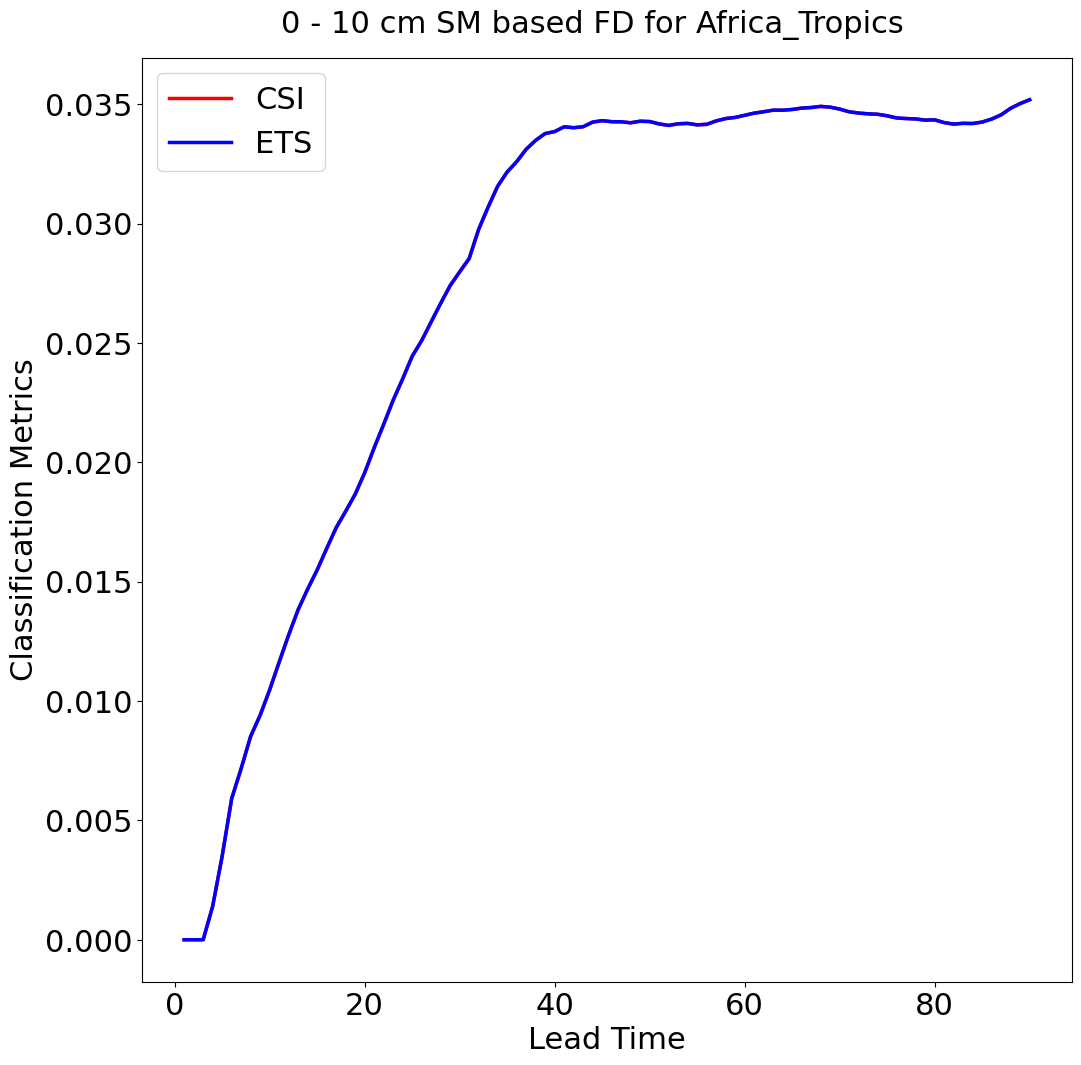 0 - 10 cm SM based FD for Africa_Tropics
CSI
ETS
Classification Metrics
0.035
0.030
0.025
0.020
0.015
0.010
0.005
0.000
0 20 40 60 80
Lead Time